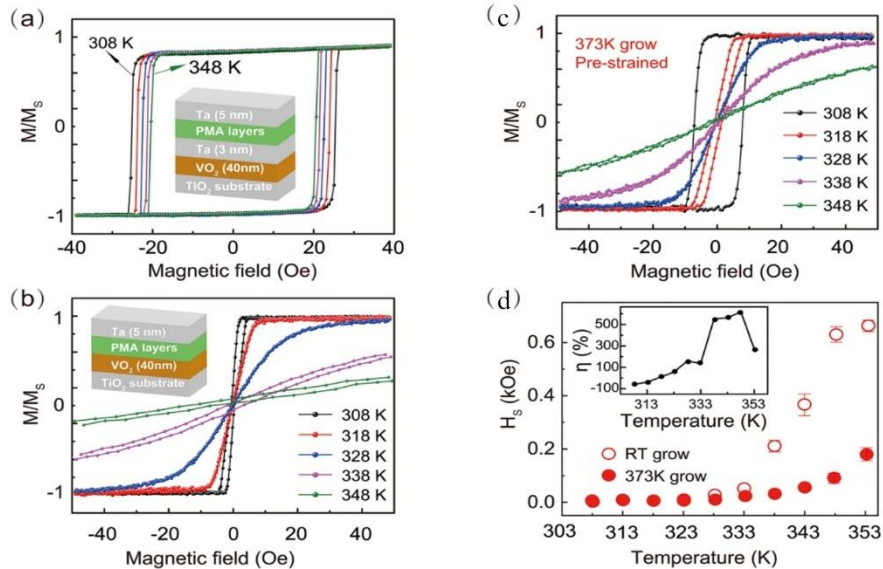 (a)
1
0
-1
M/M_S
308 K
348 K
Ta (5 nm)
PMA layers
Ta (3 nm)
VO₂ (40nm)
TiO₂ substrate
-40 -20 0 20 40
Magnetic field (Oe)
(b)
1
0
-1
M/M_S
Ta (5 nm)
PMA layers
VO₂ (40nm)
TiO₂ substrate
308 K
318 K
328 K
338 K
348 K
-40 -20 0 20 40
Magnetic field (Oe)
(c)
1
0
-1
M/M_S
373K grow
Pre-strained
308 K
318 K
328 K
338 K
348 K
-40 -20 0 20 40
Magnetic field (Oe)
(d)
0.6
0.4
0.2
0.0
H_S (kOe)
500
300
100
-100
η (%)
313 333 353
Temperature (K)
RT grow
373K grow
303 313 323 333 343 353
Temperature (K)